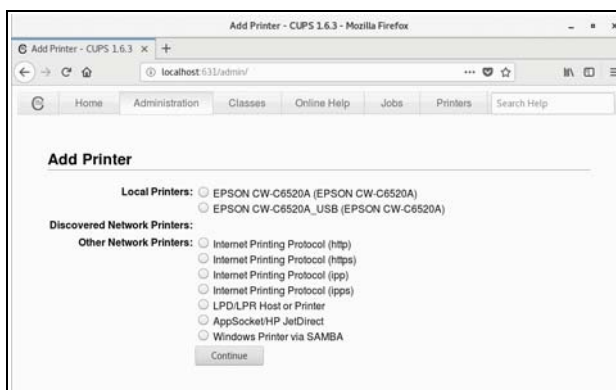 Add Printer - CUPS 1.6.3 - Mozilla Firefox
Add Printer - CUPS 1.6.3
localhost:631/admin/
Home Administration Classes Online Help Jobs Printers Search Help
Add Printer
Local Printers: EPSON CW-C6520A (EPSON CW-C6520A)
EPSON CW-C6520A_USB (EPSON CW-C6520A)
Discovered Network Printers:
Other Network Printers: Internet Printing Protocol (http)
Internet Printing Protocol (https)
Internet Printing Protocol (ipp)
Internet Printing Protocol (ipps)
LPD/LPR Host or Printer
AppSocket/HP JetDirect
Windows Printer via SAMBA
Continue